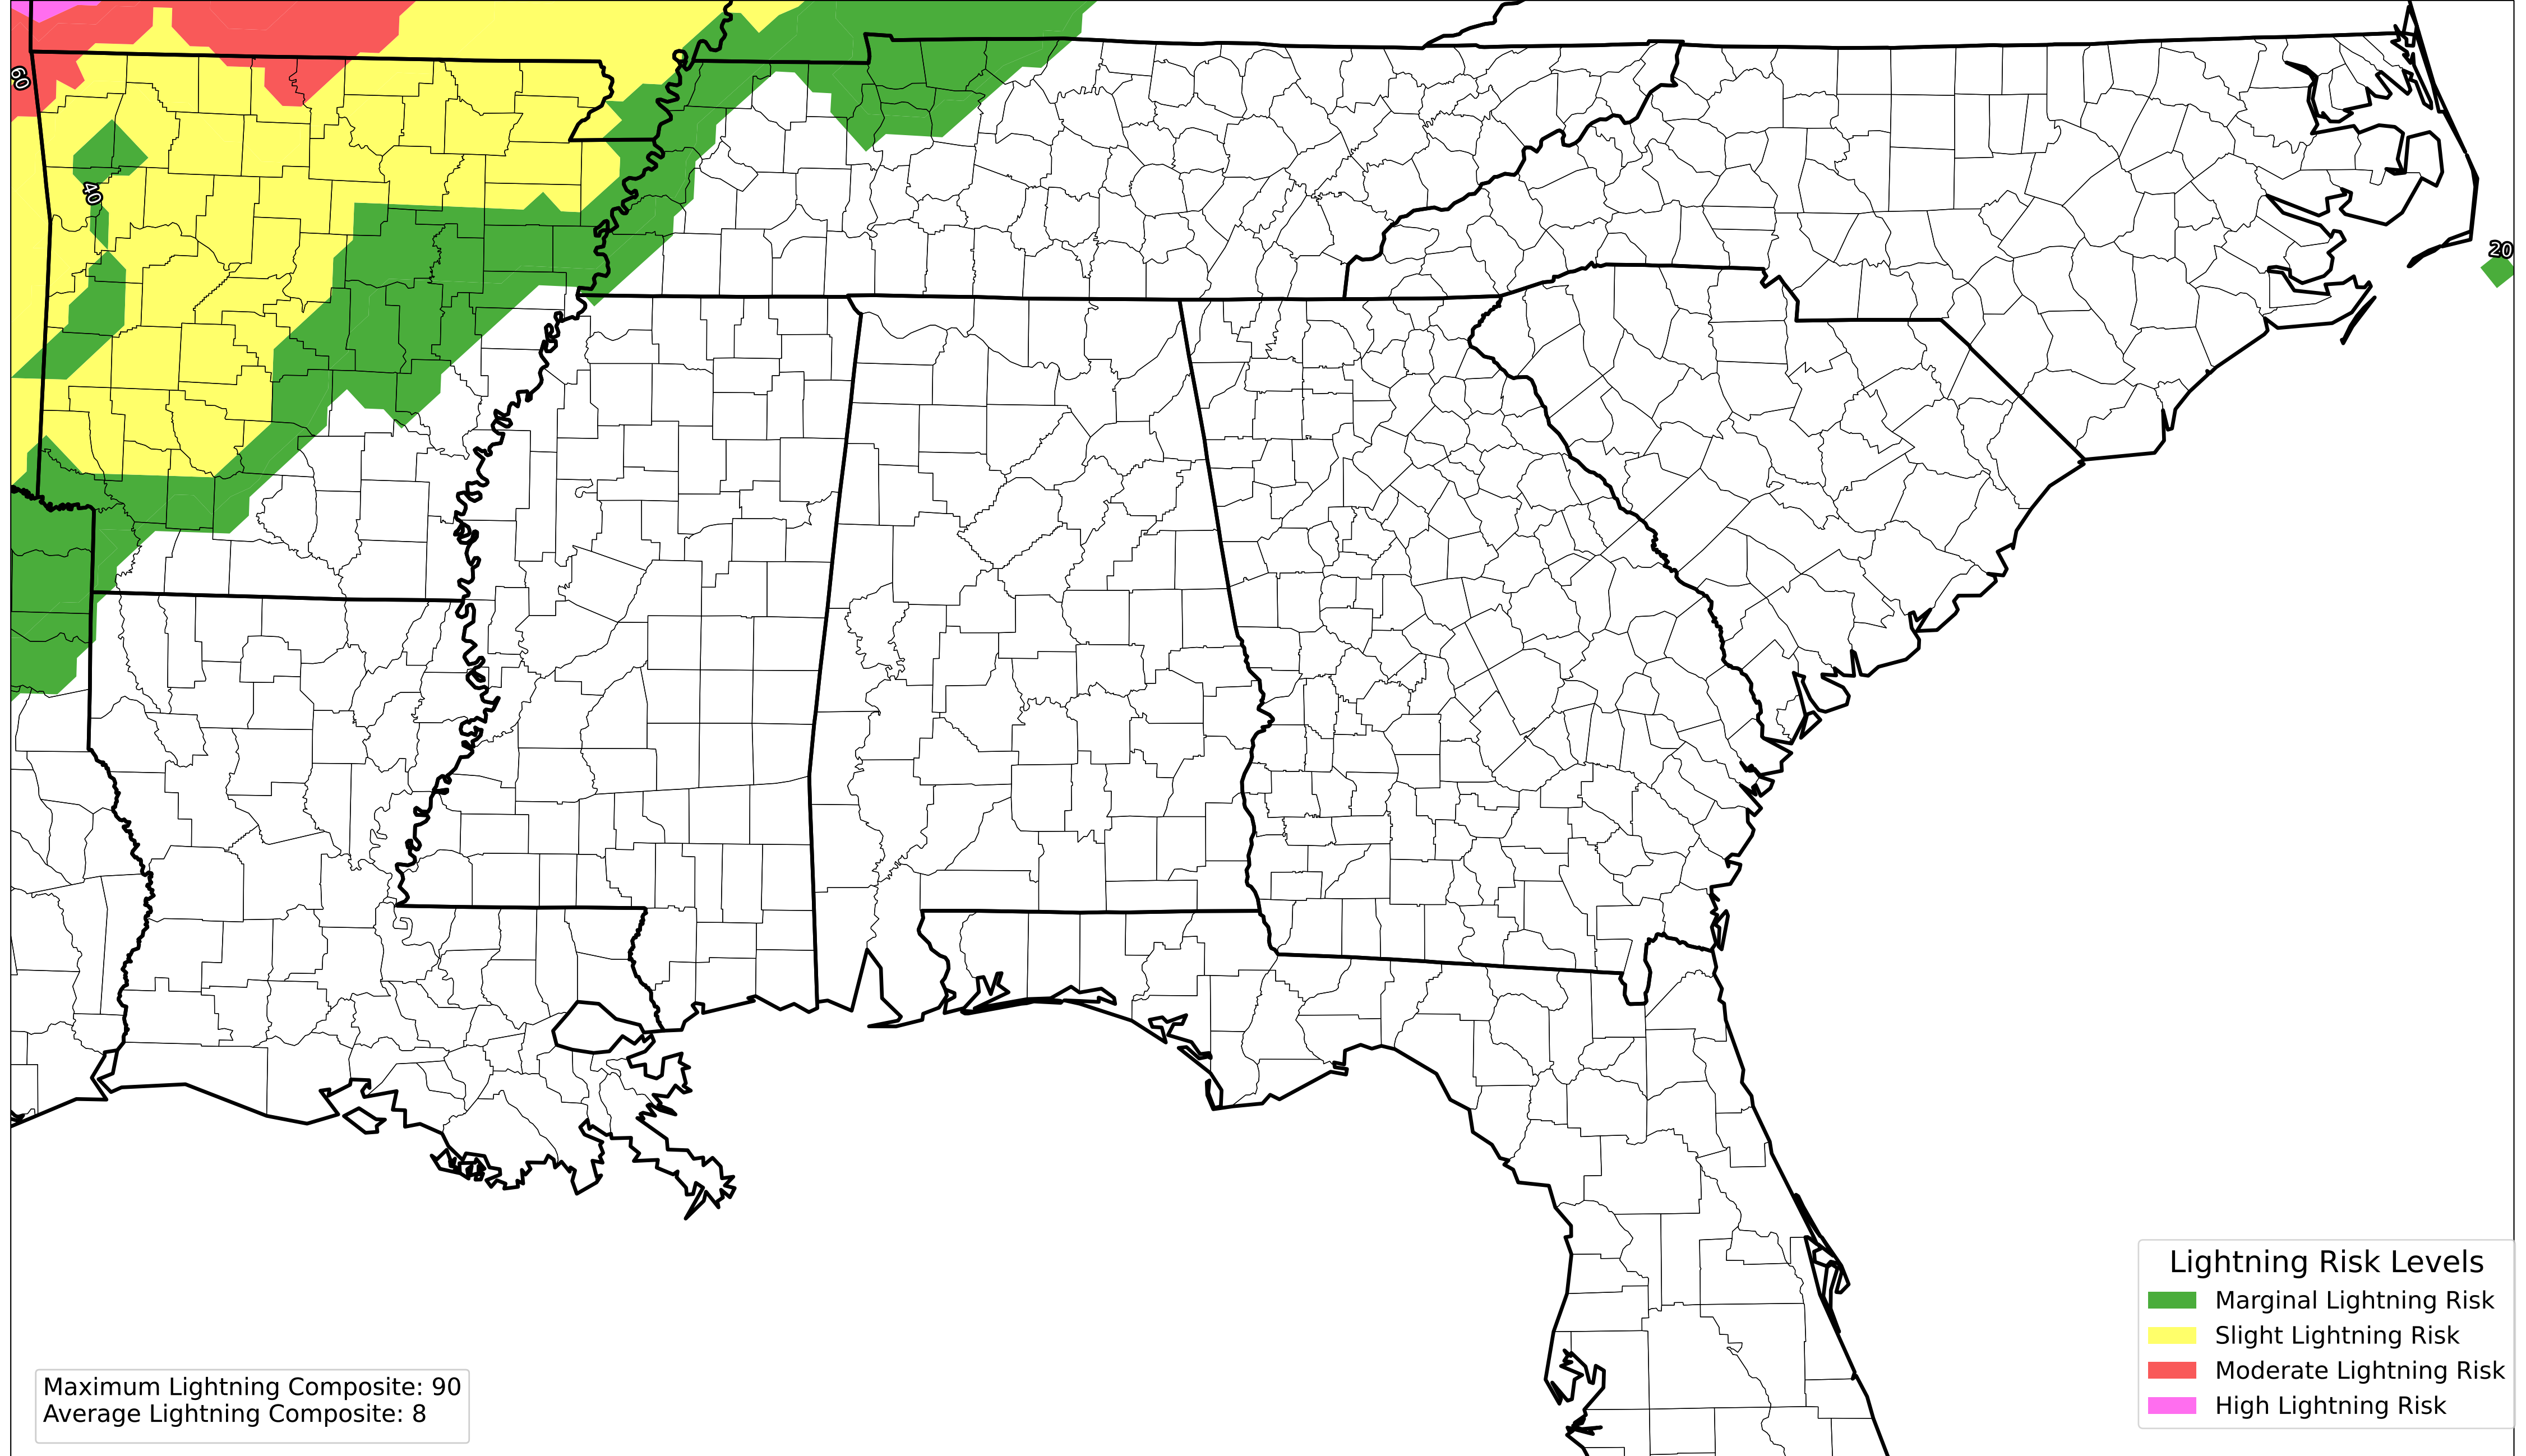 60
40
20
Lightning Risk Levels
Marginal Lightning Risk
Slight Lightning Risk
Moderate Lightning Risk
High Lightning Risk
Maximum Lightning Composite: 90
Average Lightning Composite: 8